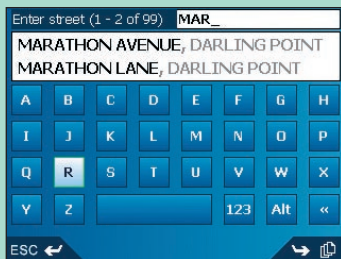 Enter street (1 - 2 of 99) MAR_
MARATHON AVENUE, DARLING POINT
MARATHON LANE, DARLING POINT
A B C D E F G H
I J K L M N O P
Q R S T U V W X
Y Z 123 Alt «
ESC